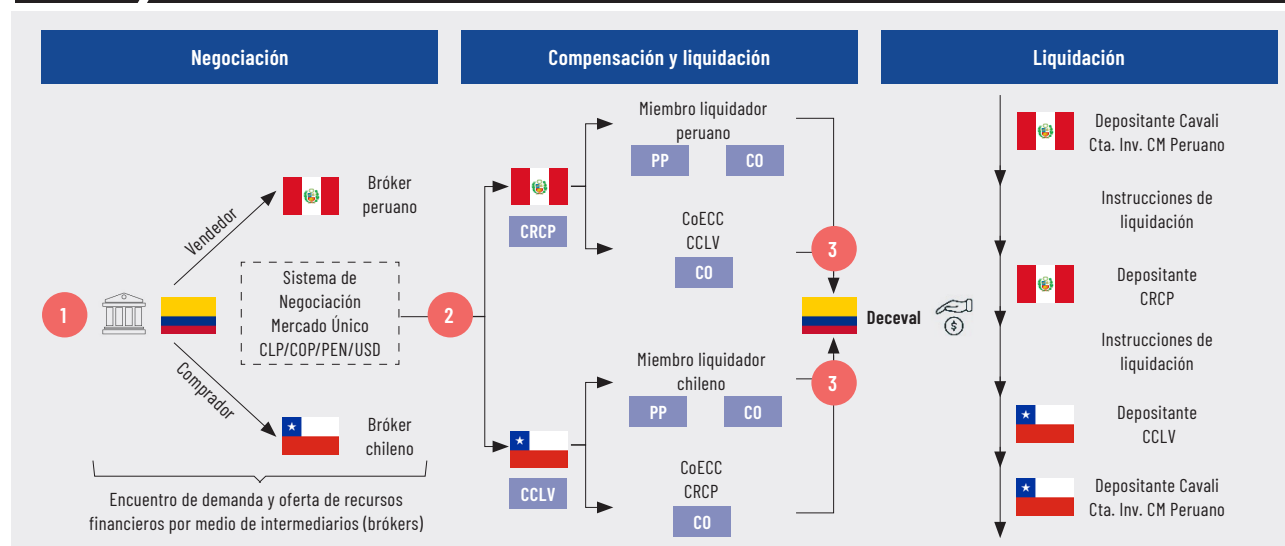 Negociación
1
Vendedor
Bróker
peruano
Sistema de
Negociación
Mercado Único
CLP/COP/PEN/USD
Comprador
Bróker
chileno
Encuentro de demanda y oferta de recursos
financieros por medio de intermediarios (brókers)
Compensación y liquidación
2
CRCP
Miembro liquidador
peruano
PP CO
CoECC
CCLV
CO
3
CCLV
Miembro liquidador
chileno
PP CO
CoECC
CRCP
CO
3
Deceval
$
Liquidación
Depositante Cavali
Cta. Inv. CM Peruano
Instrucciones de
liquidación
Depositante
CRCP
Instrucciones de
liquidación
Depositante
CCLV
Depositante Cavali
Cta. Inv. CM Peruano